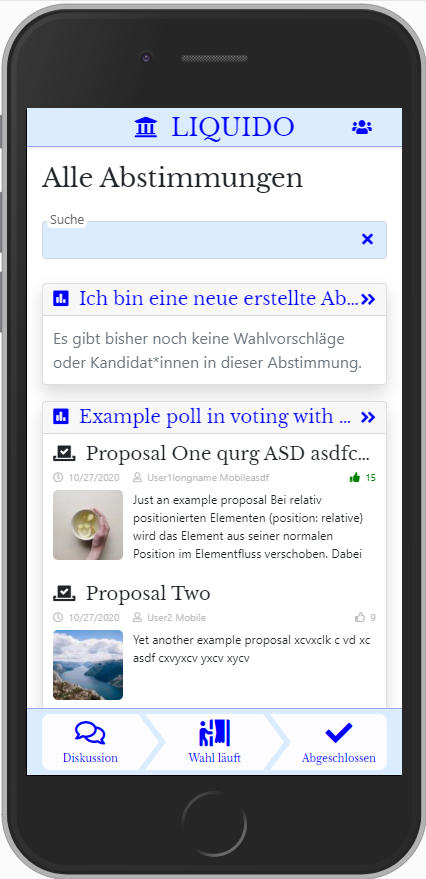 LIQUIDO
Alle Abstimmungen
Suche
Ich bin eine neue erstellte Ab...
Es gibt bisher noch keine Wahlvorschläge
oder Kandidat*innen in dieser Abstimmung.
Example poll in voting with ...
Proposal One qurg ASD asdfc...
10/27/2020 User1longname Mobileasdf 15
Just an example proposal Bei relativ
positionierten Elementen (position: relative)
wird das Element aus seiner normalen
Position im Elementfluss verschoben. Dabei
Proposal Two
10/27/2020 User2 Mobile 9
Yet another example proposal xcvxclk c vd xc
asdf cxvyxcv yxcv xycv
Diskussion Wahl läuft Abgeschlossen